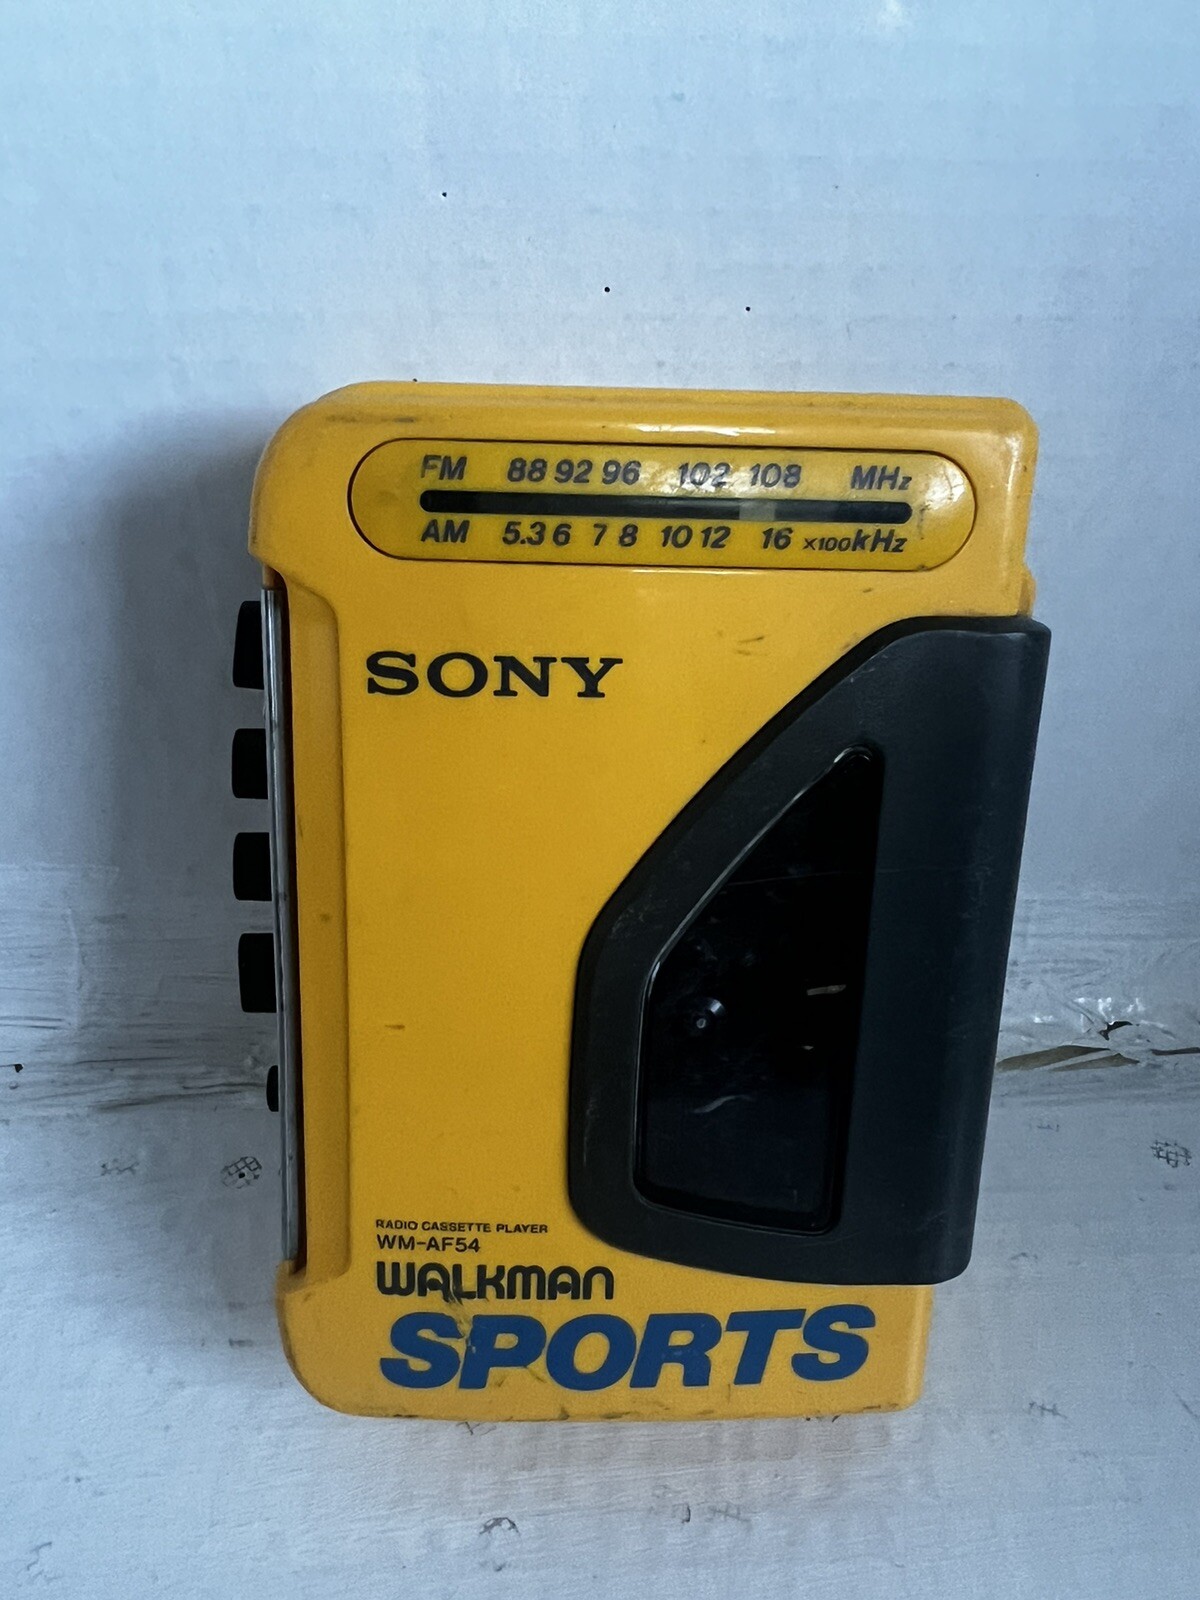 FM 88 92 96 102 108 MHz
AM 5.3 6 7 8 10 12 16 x100kHz
SONY
RADIO CASSETTE PLAYER
WM-AF54
WALKMAN
SPORTS